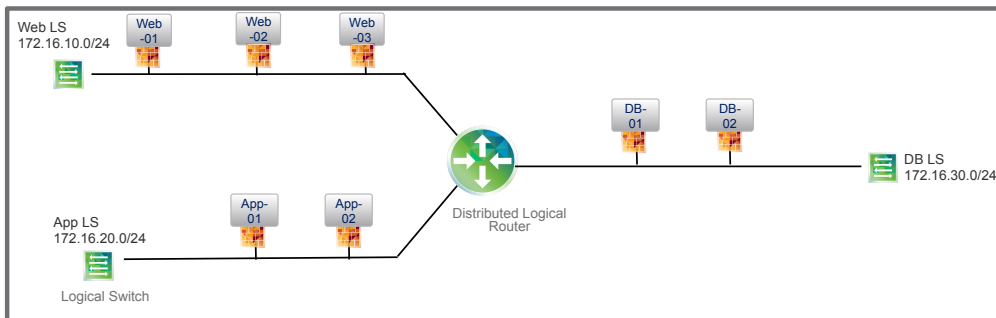 Web LS
172.16.10.0/24
Web
-01
Web
-02
Web
-03
DB-
01
DB-
02
DB LS
172.16.30.0/24
Distributed Logical
Router
App LS
172.16.20.0/24
App-
01
App-
02
Logical Switch